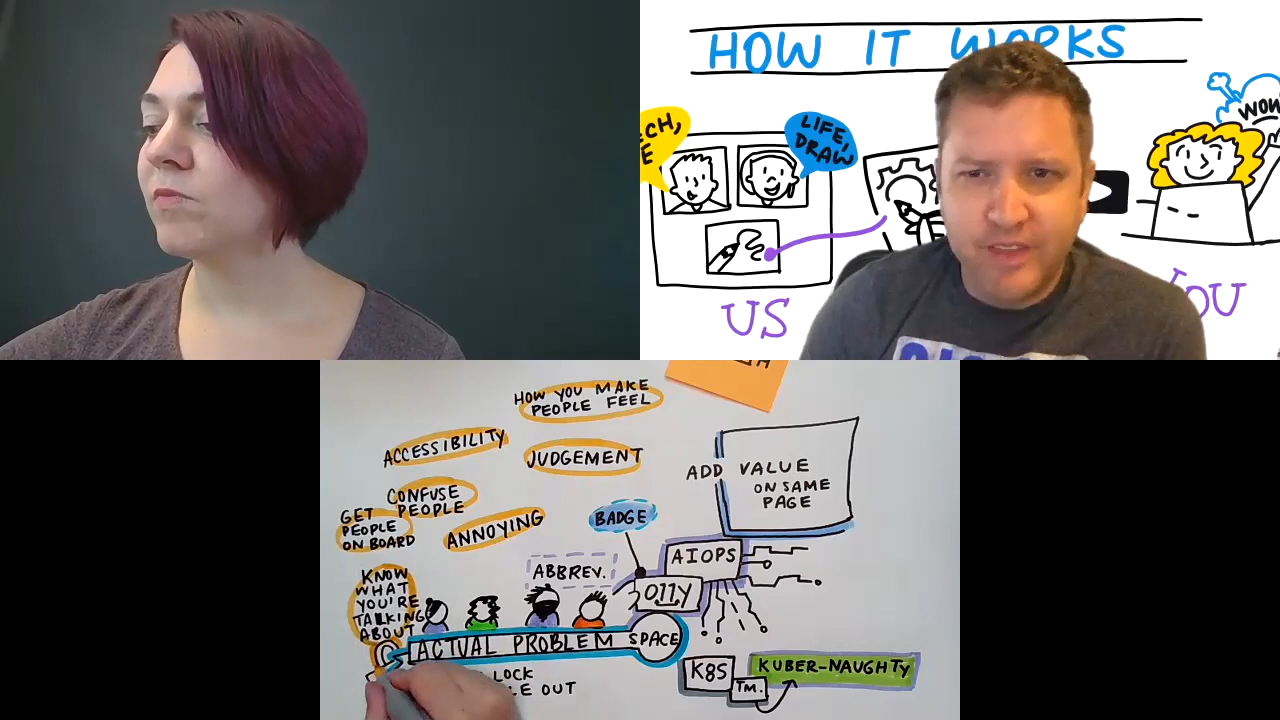 HOW IT WORKS
LIFE,
DRAW
WOW
US
HOW YOU MAKE
PEOPLE FEEL
ACCESSIBILITY
JUDGEMENT
CONFUSE
PEOPLE
GET
PEOPLE
ON BOARD
ANNOYING
BADGE
ADD VALUE
ON SAME
PAGE
ABBREV.
AIOPS
O11Y
KNOW
WHAT
YOU'RE
TALKING
ABOUT
ACTUAL PROBLEM SPACE
LOCK
OUT
K8S
TM.
KUBER-NAUGHTY